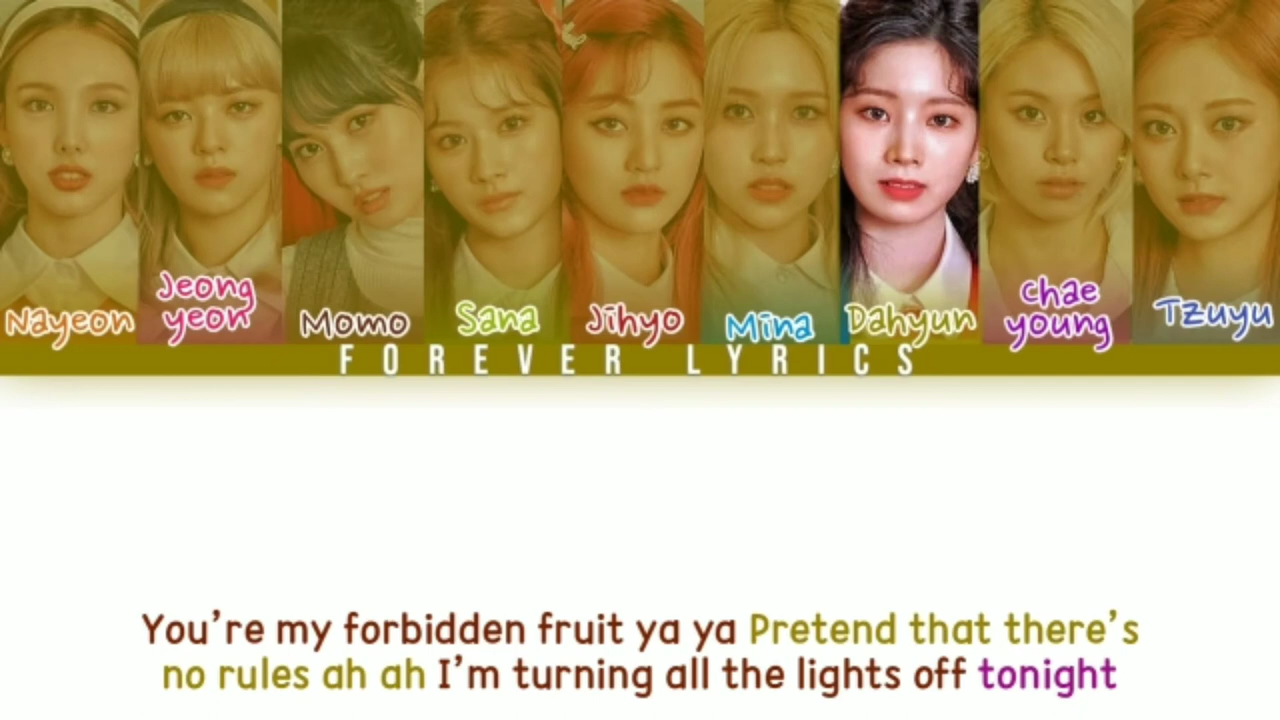 Nayeon
Jeong
yeon
Momo
Sana
Jihyo
Mina
Dahyun
Chae
young
Tzuyu
FOREVER LYRICS
You're my forbidden fruit ya ya Pretend that there's
no rules ah ah I'm turning all the lights off tonight